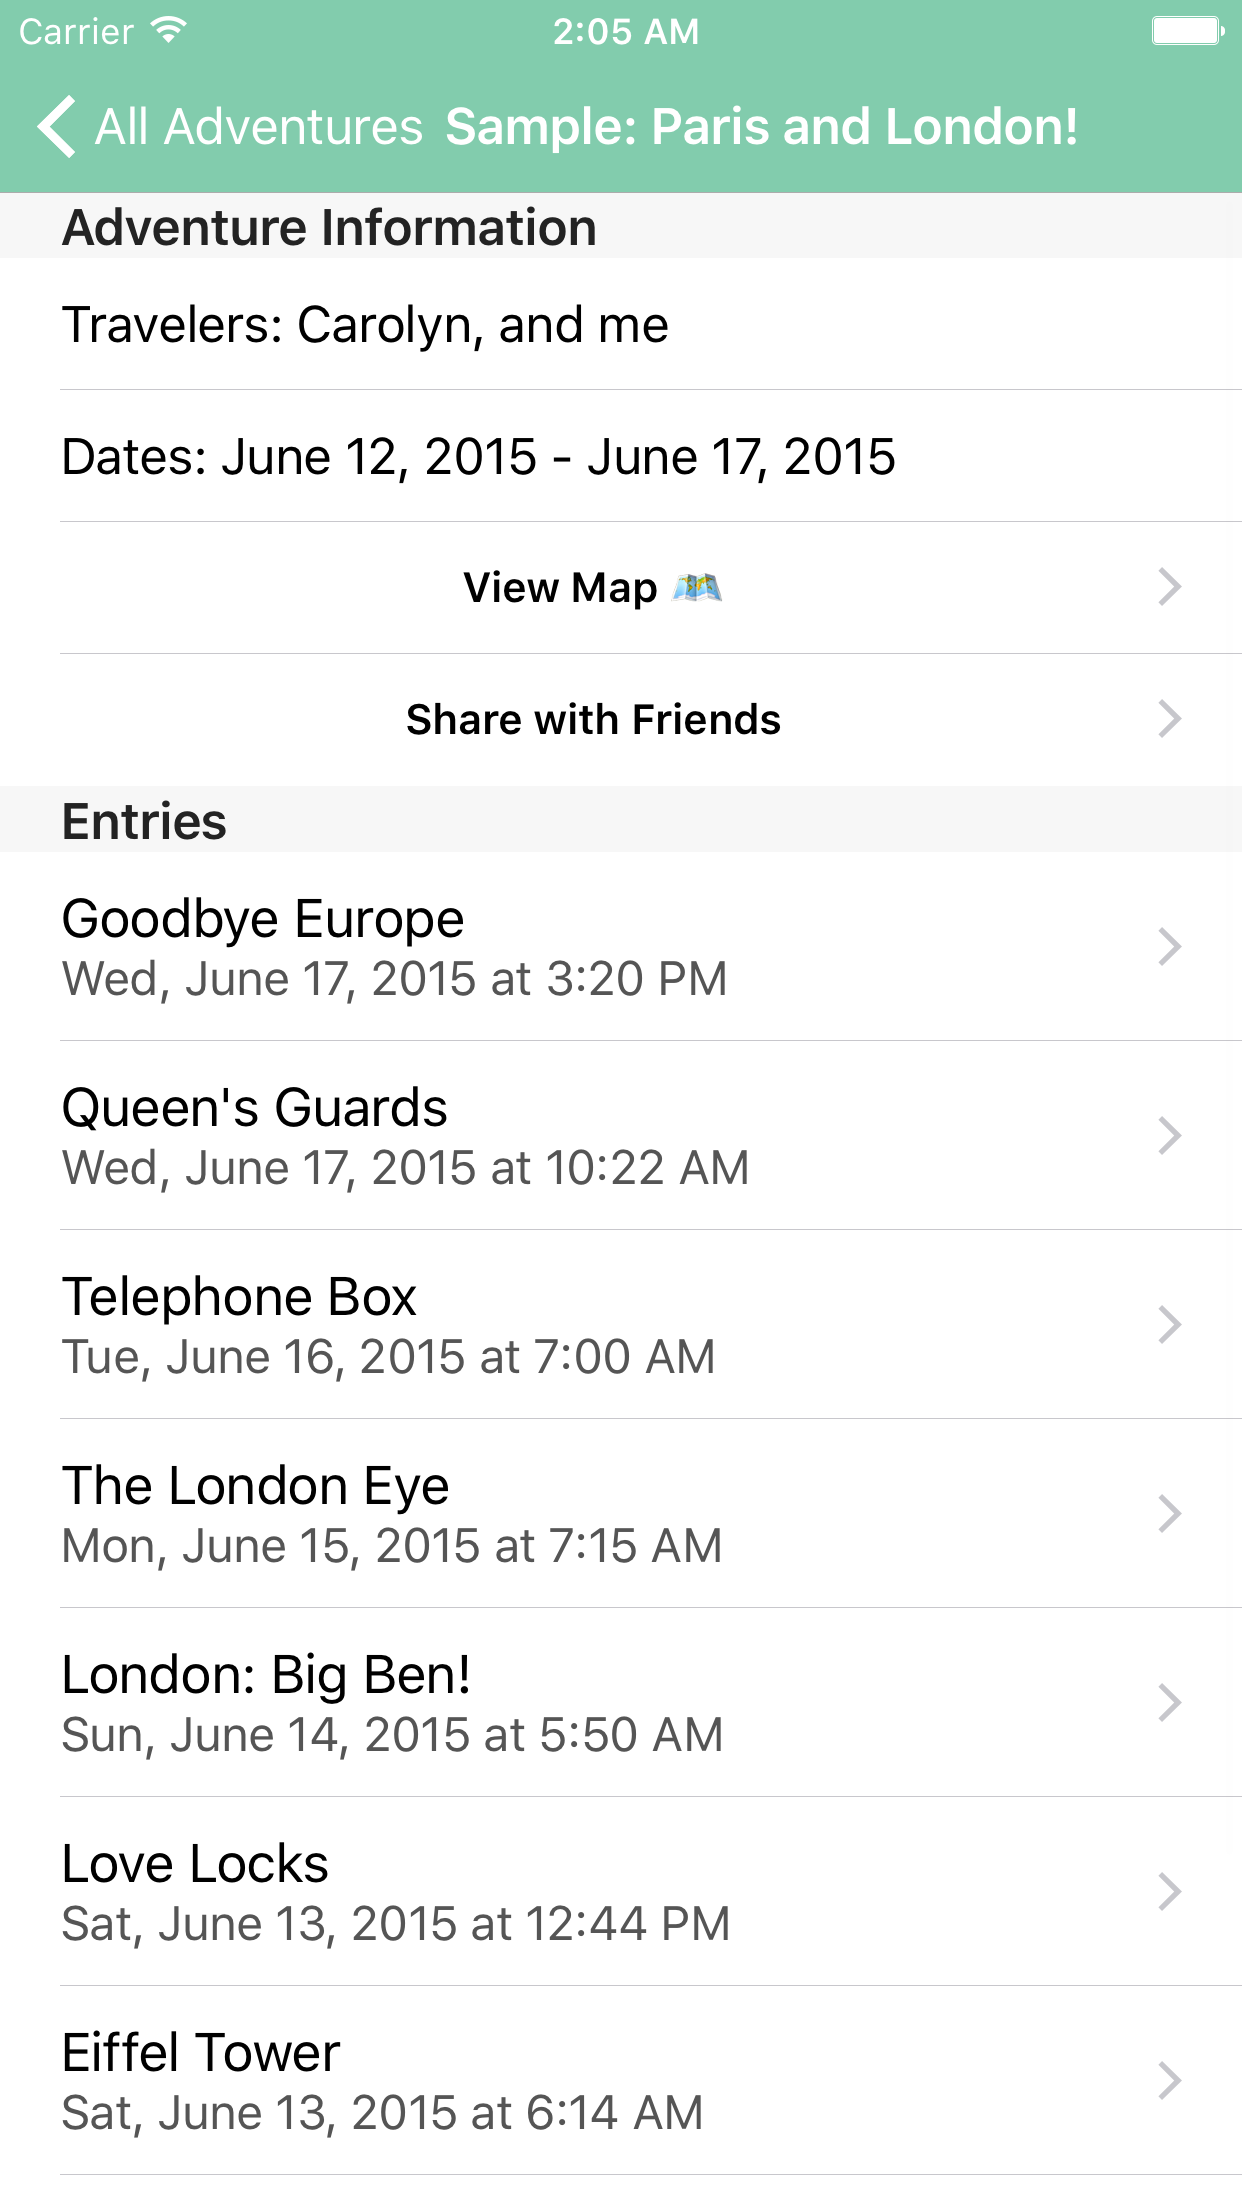 Carrier 2:05 AM
All Adventures Sample: Paris and London!
Adventure Information
Travelers: Carolyn, and me
Dates: June 12, 2015 - June 17, 2015
View Map
Share with Friends
Entries
Goodbye Europe
Wed, June 17, 2015 at 3:20 PM
Queen's Guards
Wed, June 17, 2015 at 10:22 AM
Telephone Box
Tue, June 16, 2015 at 7:00 AM
The London Eye
Mon, June 15, 2015 at 7:15 AM
London: Big Ben!
Sun, June 14, 2015 at 5:50 AM
Love Locks
Sat, June 13, 2015 at 12:44 PM
Eiffel Tower
Sat, June 13, 2015 at 6:14 AM